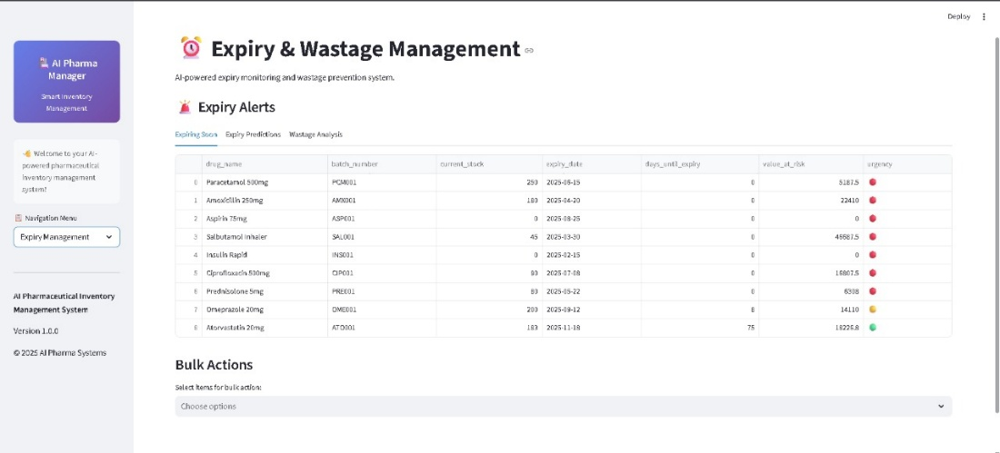 Deploy
AI Pharma
Manager
Smart Inventory
Management
Welcome to your AI-
powered pharmaceutical
inventory management
system?
Navigation Menu
Expiry Management
AI Pharmaceutical Inventory
Management System
Version 1.0.0
© 2025 AI Pharma Systems
Expiry & Wastage Management
AI-powered expiry monitoring and wastage prevention system.
Expiry Alerts
Expiring Soon Expiry Predictions Wastage Analysis
drug_name batch_number current_stock expiry_date days_until_expiry value_at_risk urgency
0 Paracetamol 500mg PCM001 250 2025-06-15 0 5187.5
1 Amoxicillin 250mg AMX001 180 2025-04-20 0 22410
2 Aspirin 75mg ASP001 0 2025-08-25 0 0
3 Salbutamol Inhaler SAL001 45 2025-03-30 0
4 Insulin Rapid INS001 0 2025-02-15 0 0
5 Ciprofloxacin 500mg CIP001 90 2025-07-08 0
6 Prednisolone 5mg PRE001 80 2025-05-22 0 6308
7 Omeprazole 20mg OME001 200 2025-09-12 8 14110
8 Atorvastatin 20mg ATO001 2025-11-18 75
Bulk Actions
Select items for bulk action:
Choose options